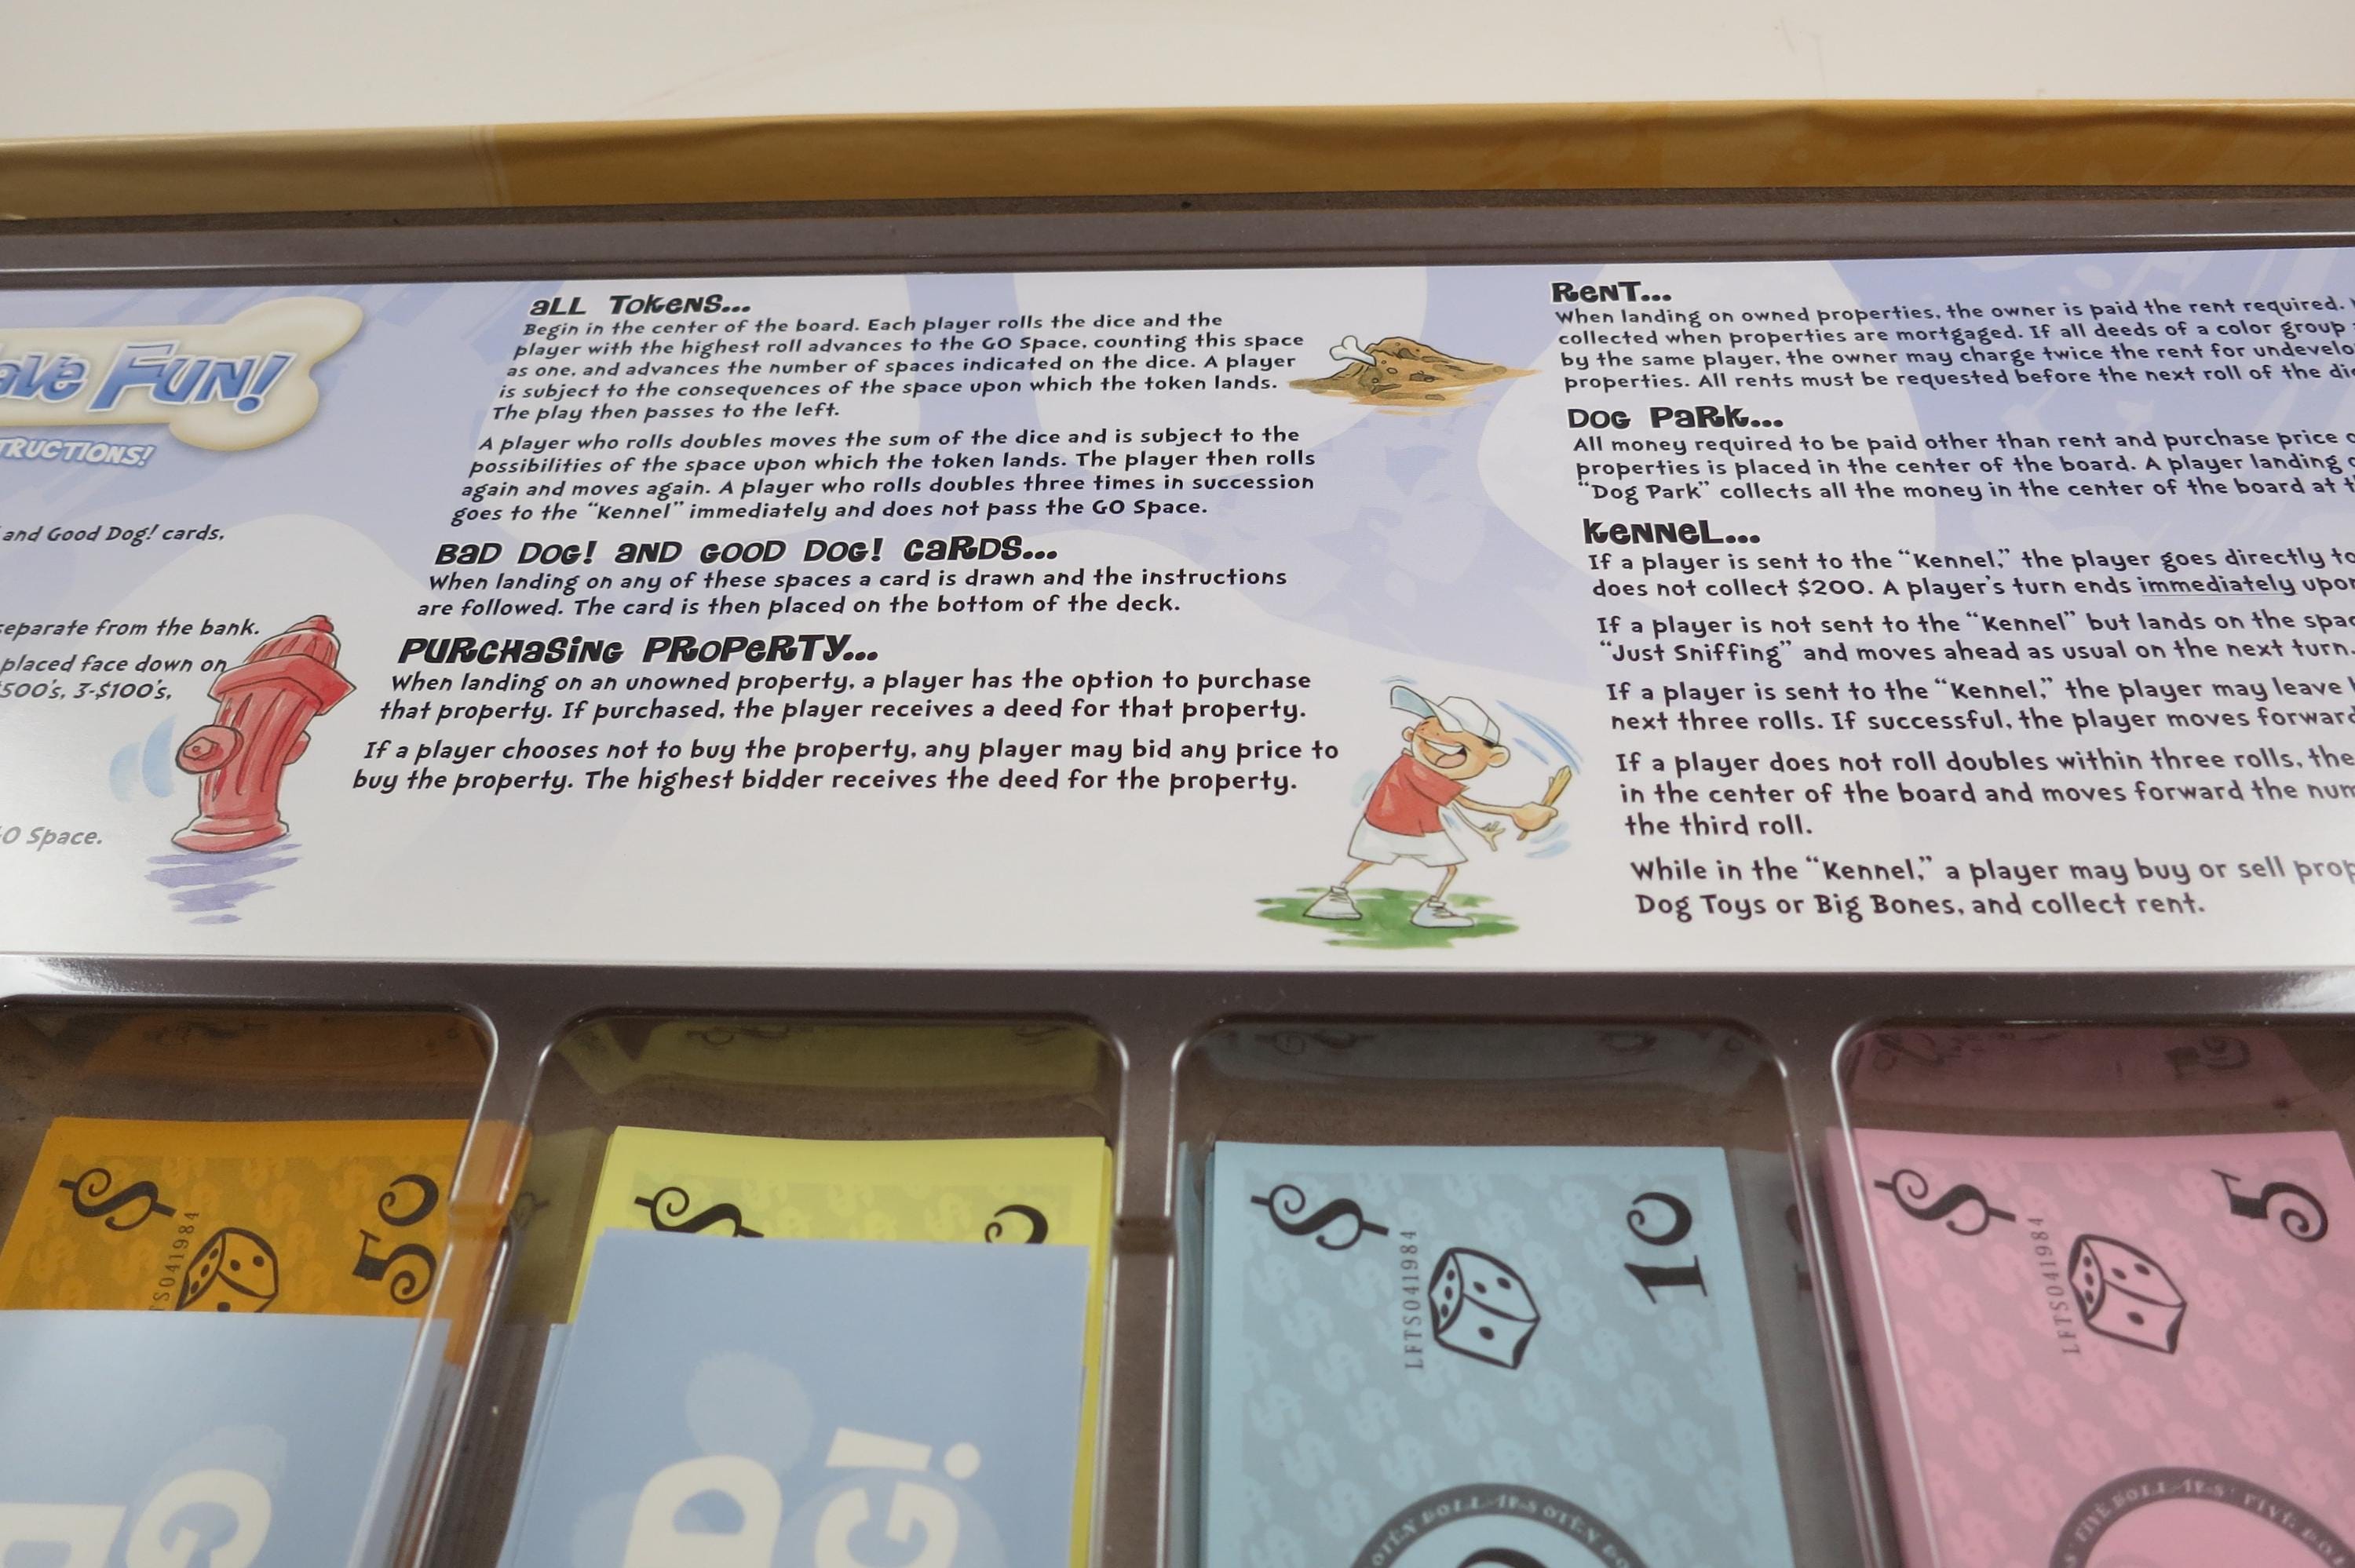 ave Fun!
TRUCTIONS!
and Good Dog! cards,
separate from the bank.
placed face down on
500's, 3-$100's,
GO Space.
aLL TOKENS...
Begin in the center of the board. Each player rolls the dice and the
player with the highest roll advances to the GO Space, counting this space
as one, and advances the number of spaces indicated on the dice. A player
is subject to the consequences of the space upon which the token lands.
The play then passes to the left.
A player who rolls doubles moves the sum of the dice and is subject to the
possibilities of the space upon which the token lands. The player then rolls
again and moves again. A player who rolls doubles three times in succession
goes to the "Kennel" immediately and does not pass the GO Space.
BaD DOG! aND GOOD DOG! CaRDS...
When landing on any of these spaces a card is drawn and the instructions
are followed. The card is then placed on the bottom of the deck.
PURCHaSiNG PROPeRTY...
When landing on an unowned property, a player has the option to purchase
that property. If purchased, the player receives a deed for that property.
If a player chooses not to buy the property, any player may bid any price to
buy the property. The highest bidder receives the deed for the property.
ReNT...
When landing on owned properties, the owner is paid the rent required.
collected when properties are mortgaged. If all deeds of a color group
by the same player, the owner may charge twice the rent for undevelo
properties. All rents must be requested before the next roll of the di
DOG PaRK...
All money required to be paid other than rent and purchase price o
properties is placed in the center of the board. A player landing
"Dog Park" collects all the money in the center of the board at t
KeNNeL...
If a player is sent to the "Kennel," the player goes directly to
does not collect $200. A player's turn ends immediately upon
If a player is not sent to the "Kennel" but lands on the spac
"Just Sniffing" and moves ahead as usual on the next turn.
If a player is sent to the "Kennel," the player may leave
next three rolls. If successful, the player moves forward
If a player does not roll doubles within three rolls, the
in the center of the board and moves forward the num
the third roll.
While in the "Kennel," a player may buy or sell prop
Dog Toys or Big Bones, and collect rent.
$ 50
TS041984
$
$ 10
LFTS041984
$ 5
LFTS041984
G!